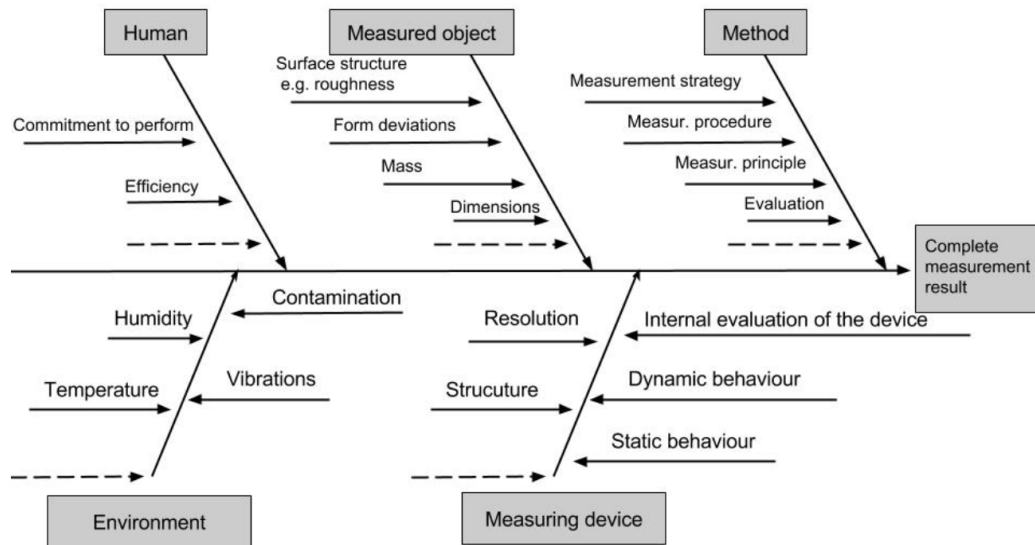 Human
Measured object
Method
Surface structure
e.g. roughness
Measurement strategy
Commitment to perform
Form deviations
Measur. procedure
Mass
Measur. principle
Efficiency
Dimensions
Evaluation
Complete
measurement
result
Contamination
Humidity
Resolution
Internal evaluation of the device
Temperature
Vibrations
Strucuture
Dynamic behaviour
Static behaviour
Environment
Measuring device